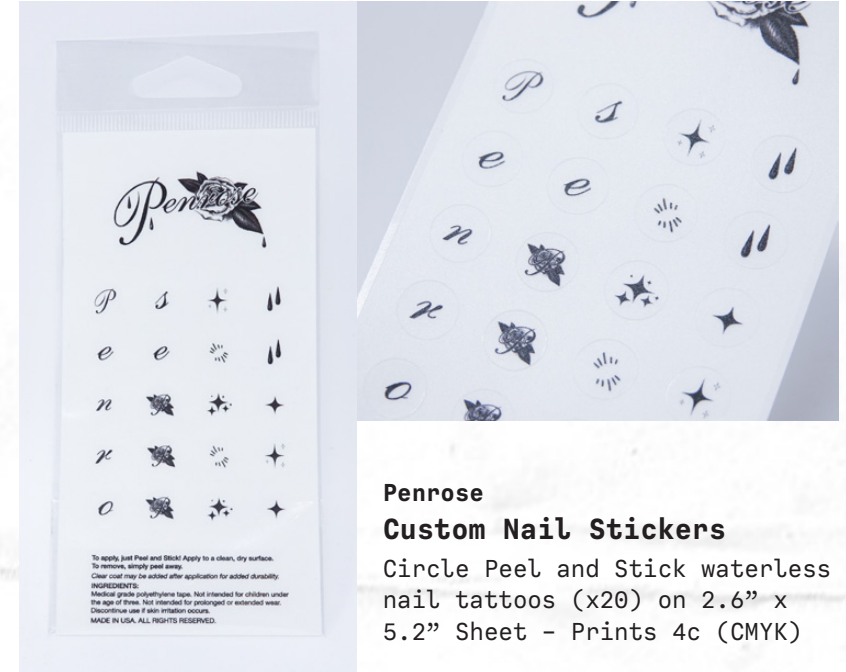 Penrose
P s
e e
n
r
o
To apply, just Peel and Stick! Apply to a clean, dry surface.
To remove, simply peel away.
Clear coat may be added after application for added durability.
INGREDIENTS:
Medical grade polyethylene tape. Not intended for children under
the age of three. Not intended for prolonged or extended wear.
Discontinue use if skin irritation occurs.
MADE IN USA. ALL RIGHTS RESERVED.
P s
e e
n
r
o
Penrose
Custom Nail Stickers
Circle Peel and Stick waterless
nail tattoos (x20) on 2.6” x
5.2” Sheet – Prints 4c (CMYK)